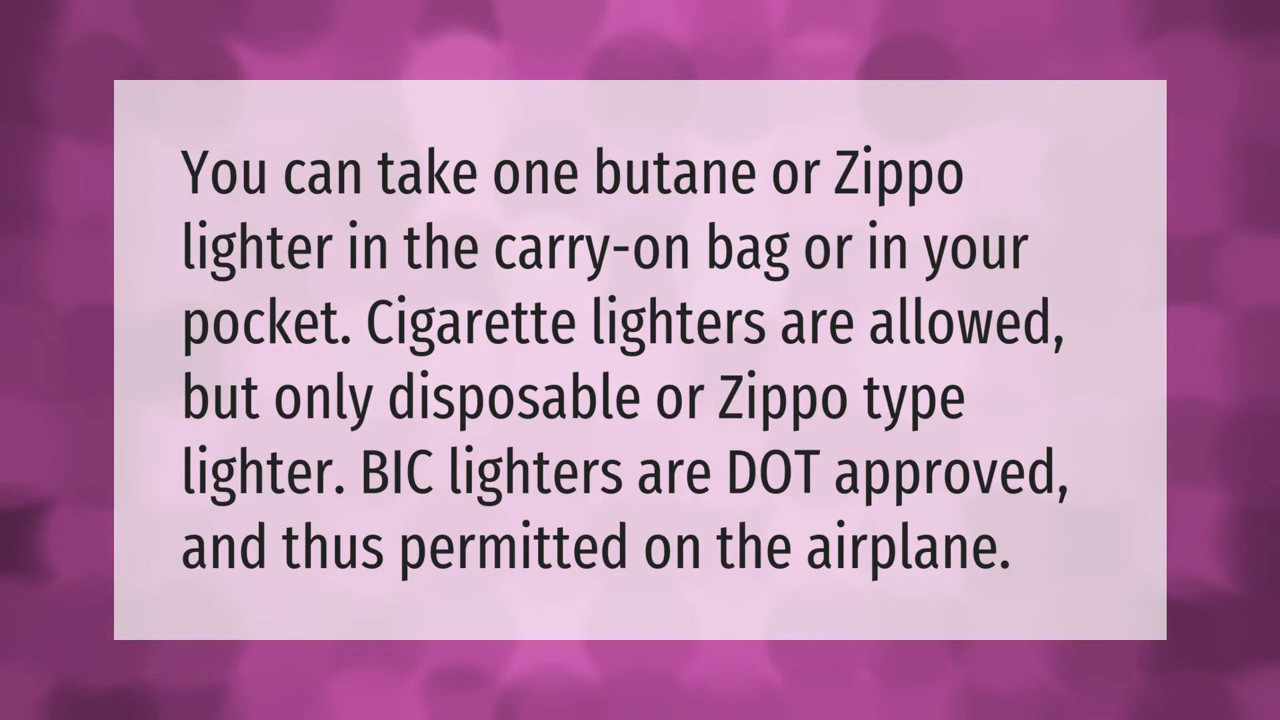 You can take one butane or Zippo
lighter in the carry-on bag or in your
pocket. Cigarette lighters are allowed,
but only disposable or Zippo type
lighter. BIC lighters are DOT approved,
and thus permitted on the airplane.